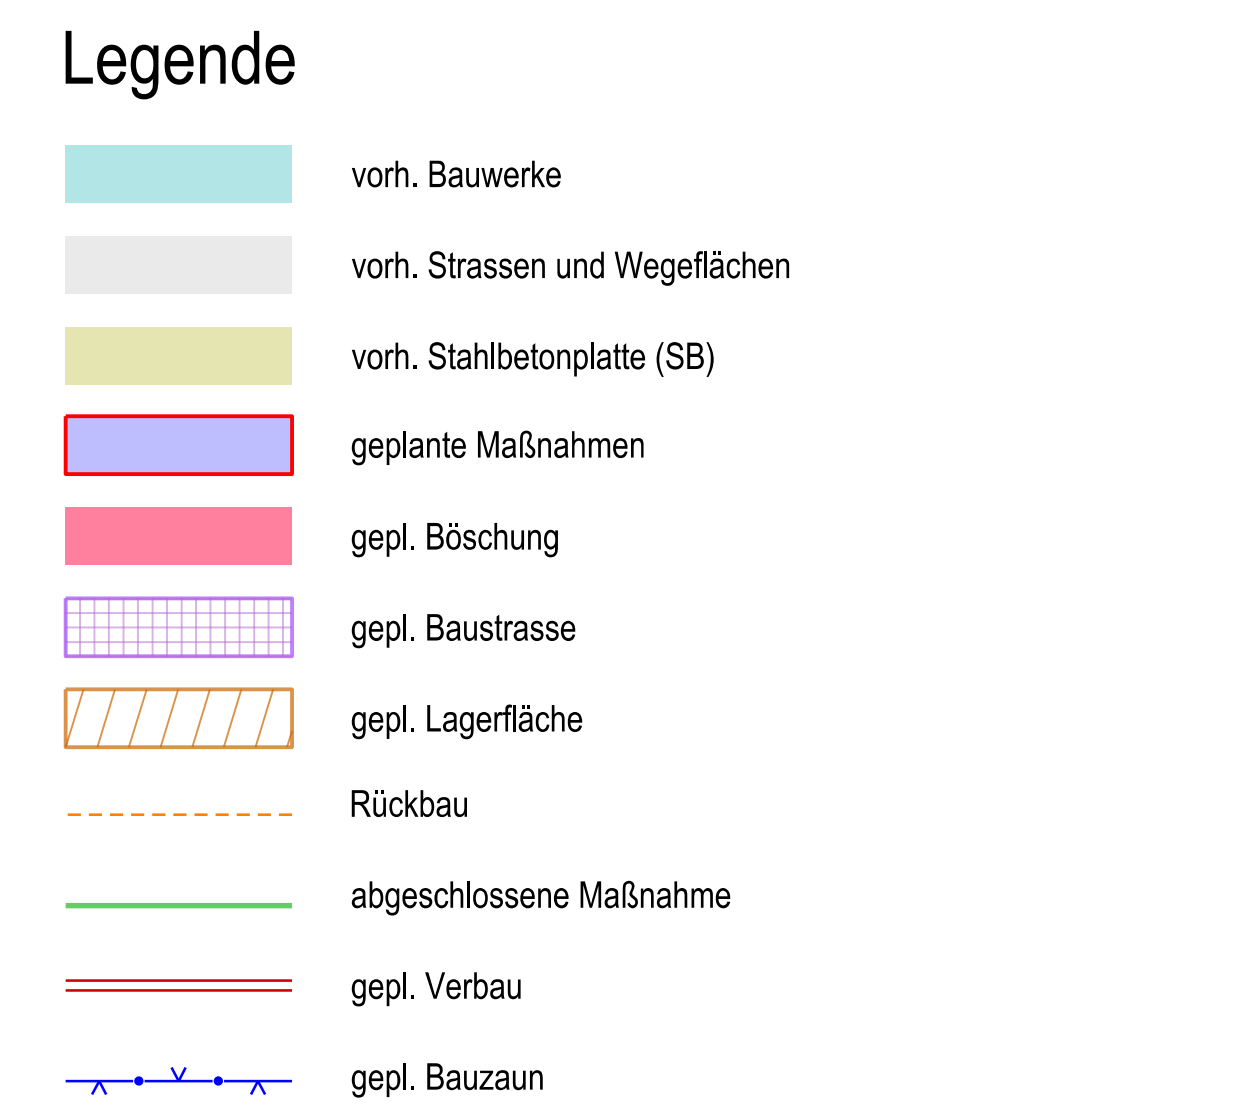 Legende
vorh. Bauwerke
vorh. Strassen und Wegeflächen
vorh. Stahlbetonplatte (SB)
geplante Maßnahmen
gepl. Böschung
gepl. Baustrasse
gepl. Lagerfläche
Rückbau
abgeschlossene Maßnahme
gepl. Verbau
gepl. Bauzaun